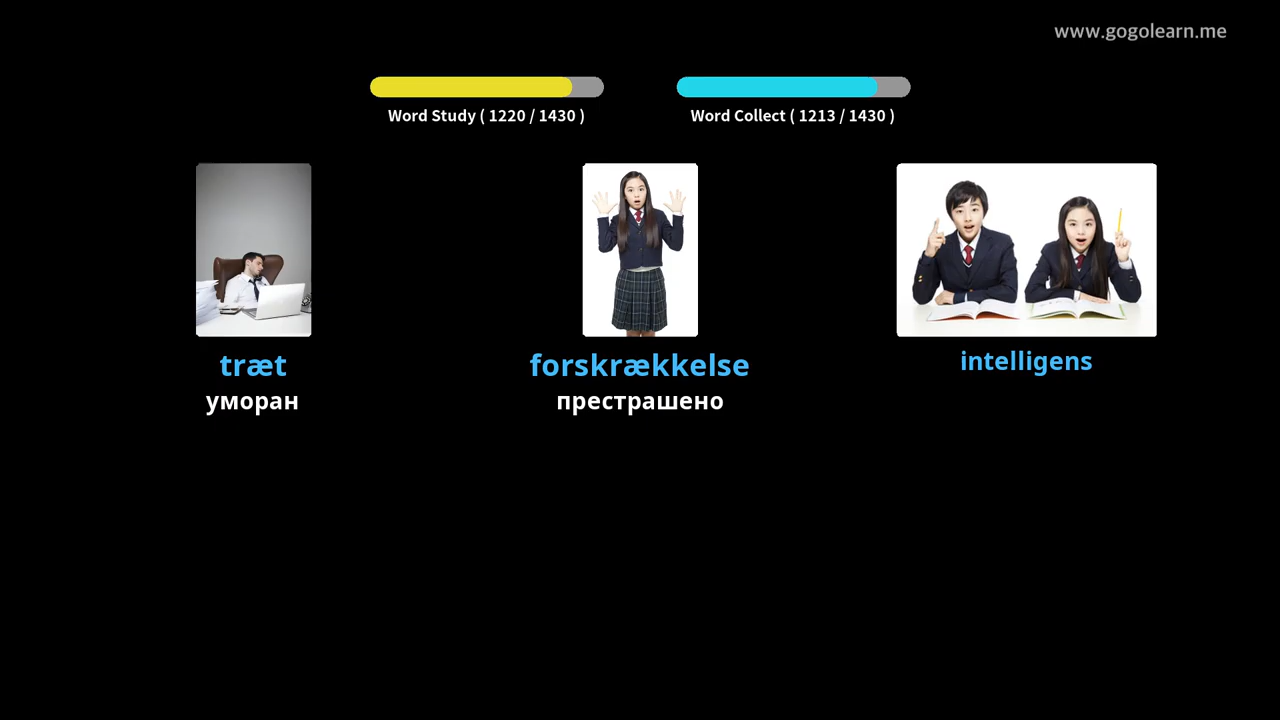 www.gogolearn.me
Word Study ( 1220 / 1430 )
Word Collect ( 1213 / 1430 )
træt
уморан
forskrækkelse
престрашено
intelligens